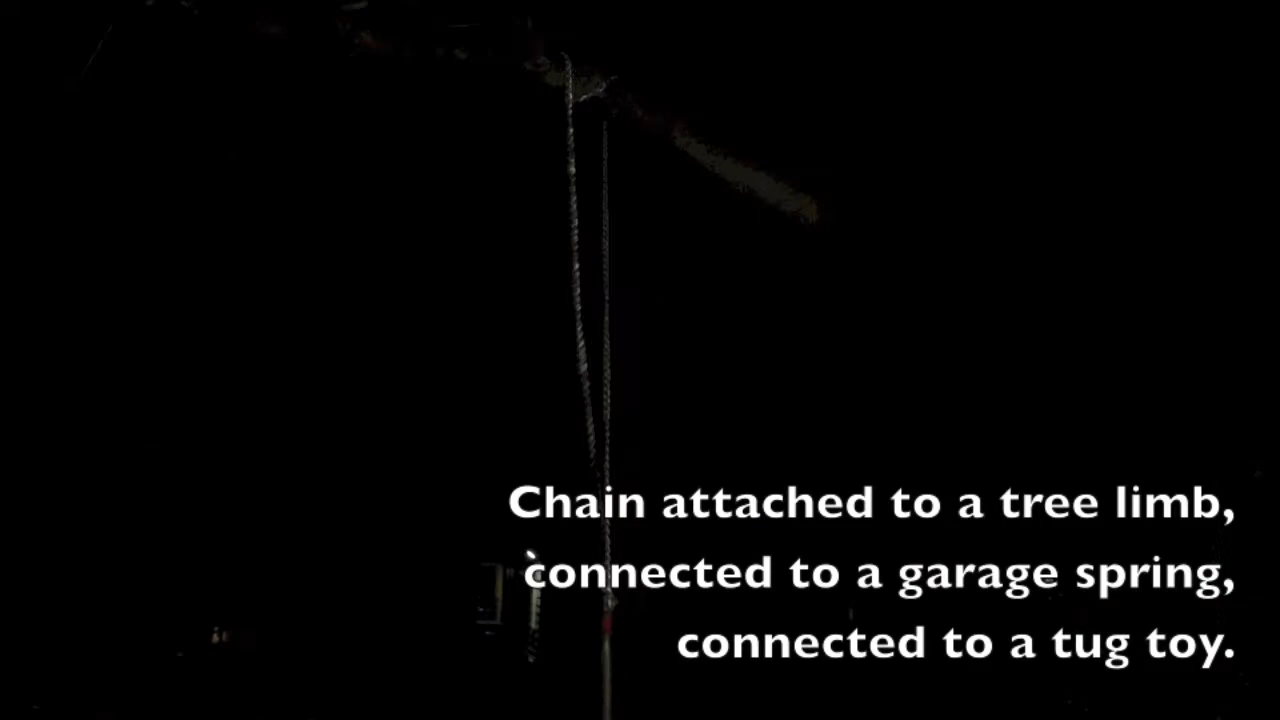 Chain attached to a tree limb,
connected to a garage spring,
connected to a tug toy.